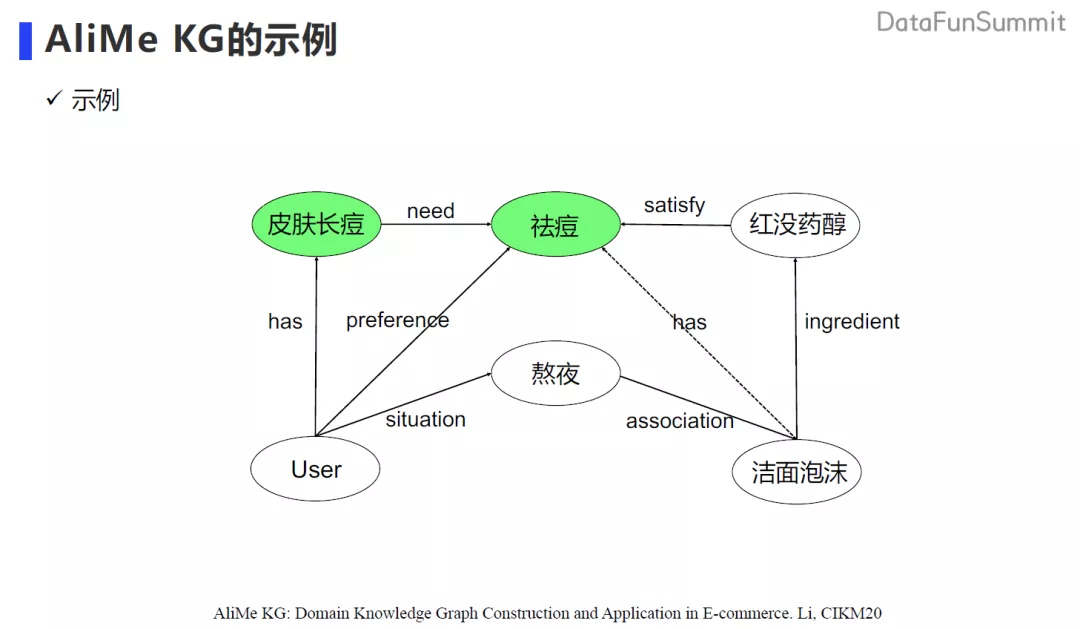 DataFunSummit
AliMe KG的示例
✓ 示例
皮肤长痘
need
祛痘
satisfy
红没药醇
has
preference
has
ingredient
熬夜
situation
association
User
洁面泡沫
AliMe KG: Domain Knowledge Graph Construction and Application in E-commerce. Li, CIKM20